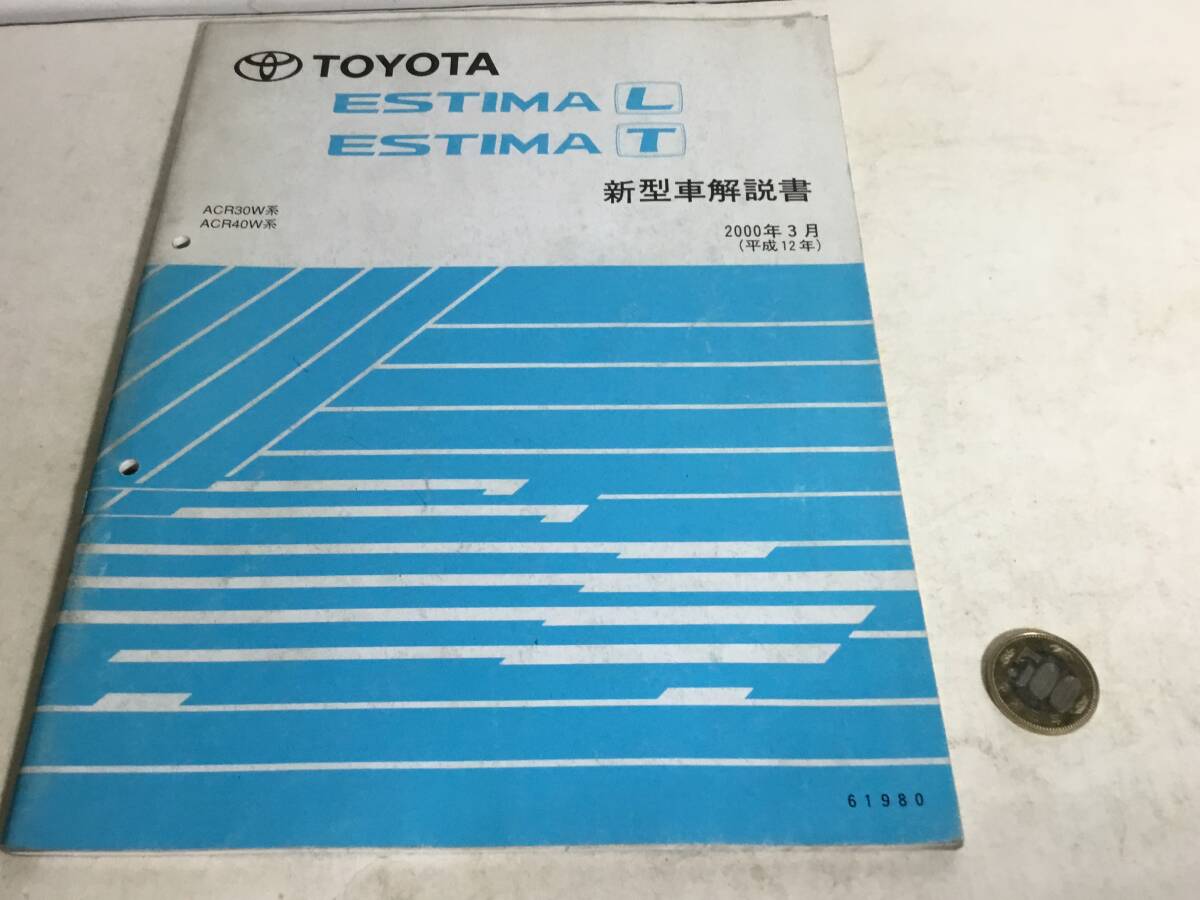 TOYOTA
ESTIMA L
ESTIMA T
新型車解説書
ACR30W系
ACR40W系
2000年3月
(平成12年)
61980
500